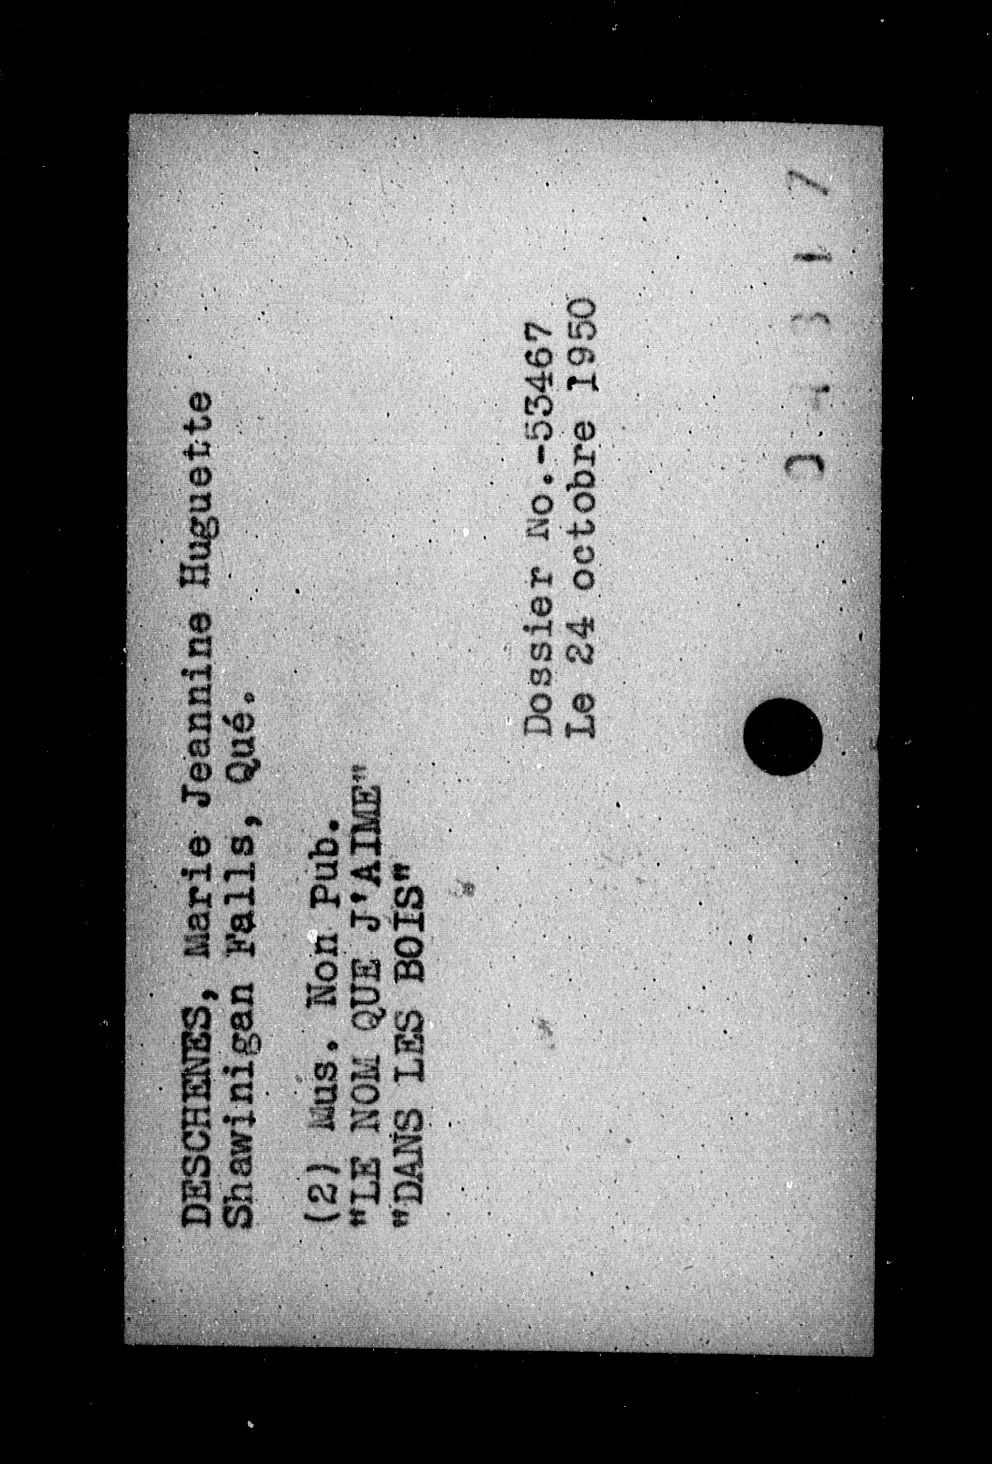 DESCHENES, Marie Jeannine Huguette
Shawinigan Falls, Qué.
(2) Mus. Non Pub.
"LE NOM QUE J'AIME"
"DANS LES BOIS"
Dossier No.-53467
Le 24 octobre 1950